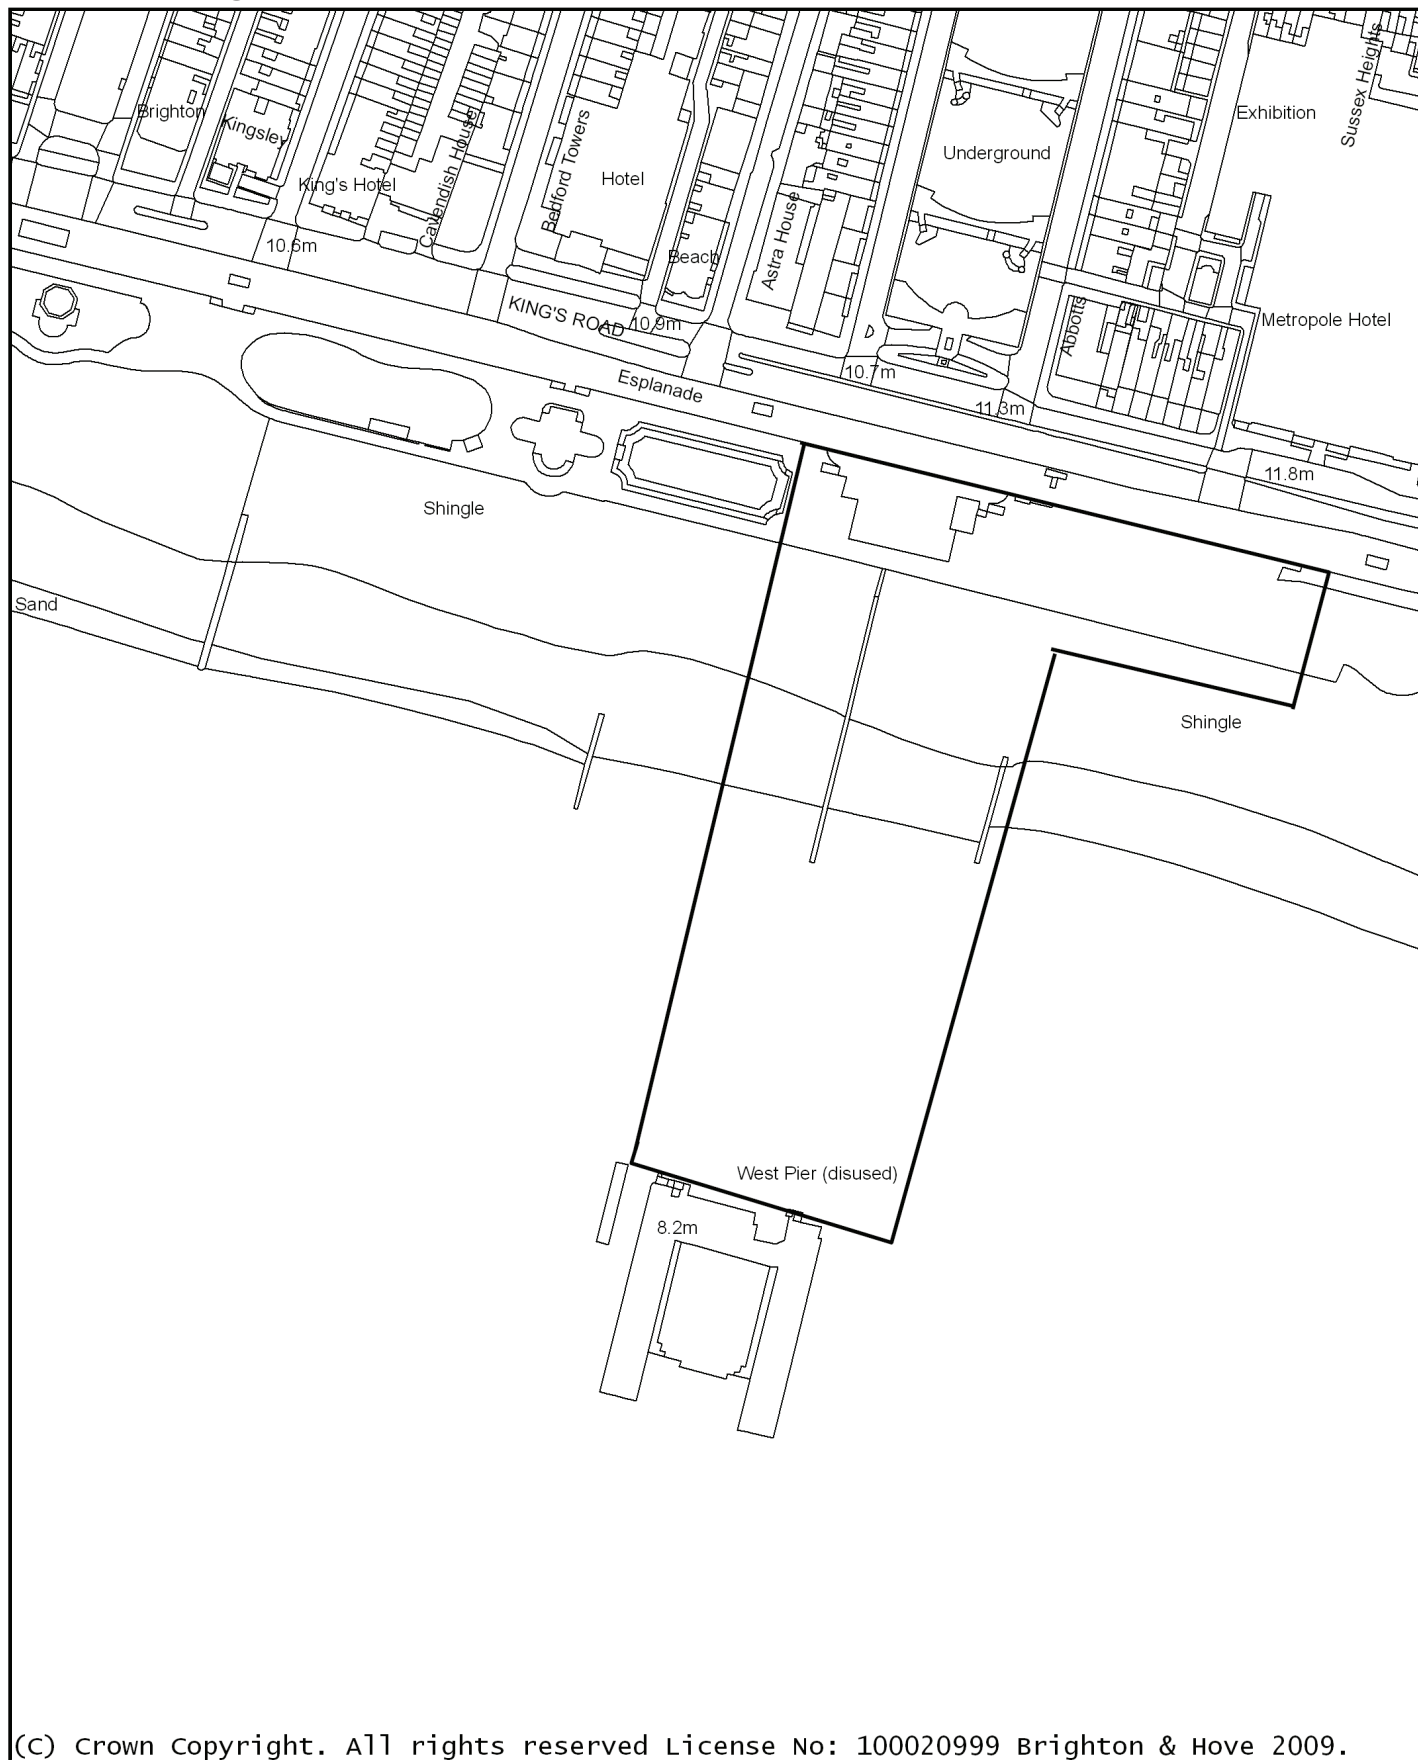 Brighton
Kingsley
King's Hotel
Cavendish House
Bedford Towers
Hotel
Beach
Astra House
Underground
Exhibition
Sussex Heights
Metropole Hotel
Abbotts
10.6m
KING'S ROAD
10.9m
Esplanade
10.7m
11.3m
11.8m
Shingle
Sand
Shingle
West Pier (disused)
8.2m
(C) Crown Copyright. All rights reserved License No: 100020999 Brighton & Hove 2009.